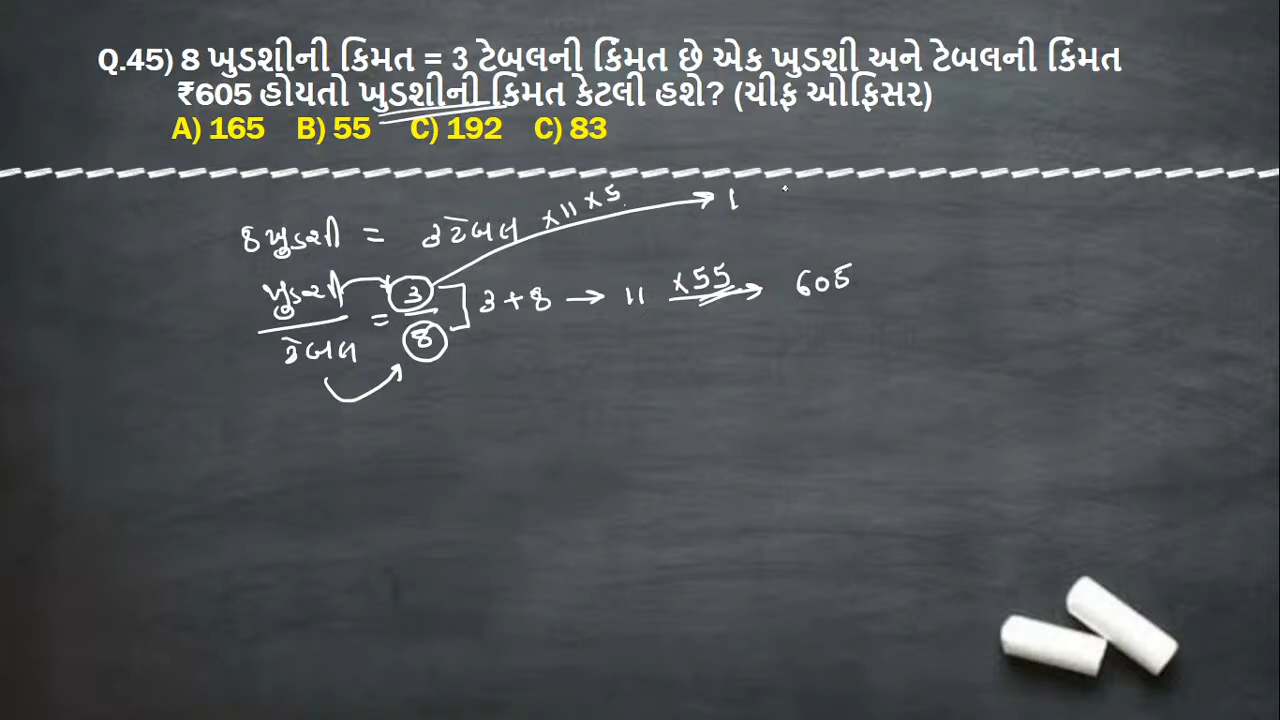 Q.45) 8 ખુડશીની કિંમત = 3 ટેબલની કિંમત છે એક ખુડશી અને ટેબલની કિંમત
₹605 હોયતો ખુડશીની કિંમત કેટલી હશે? (ચીફ ઓફિસર)
A) 165 B) 55 C) 192 C) 83
8 ખુડશી = 3 ટેબલ × 11 × 5 → 1
ખુડશી / ટેબલ = 3 / 8 ] 3 + 8 → 11 ×55 → 605